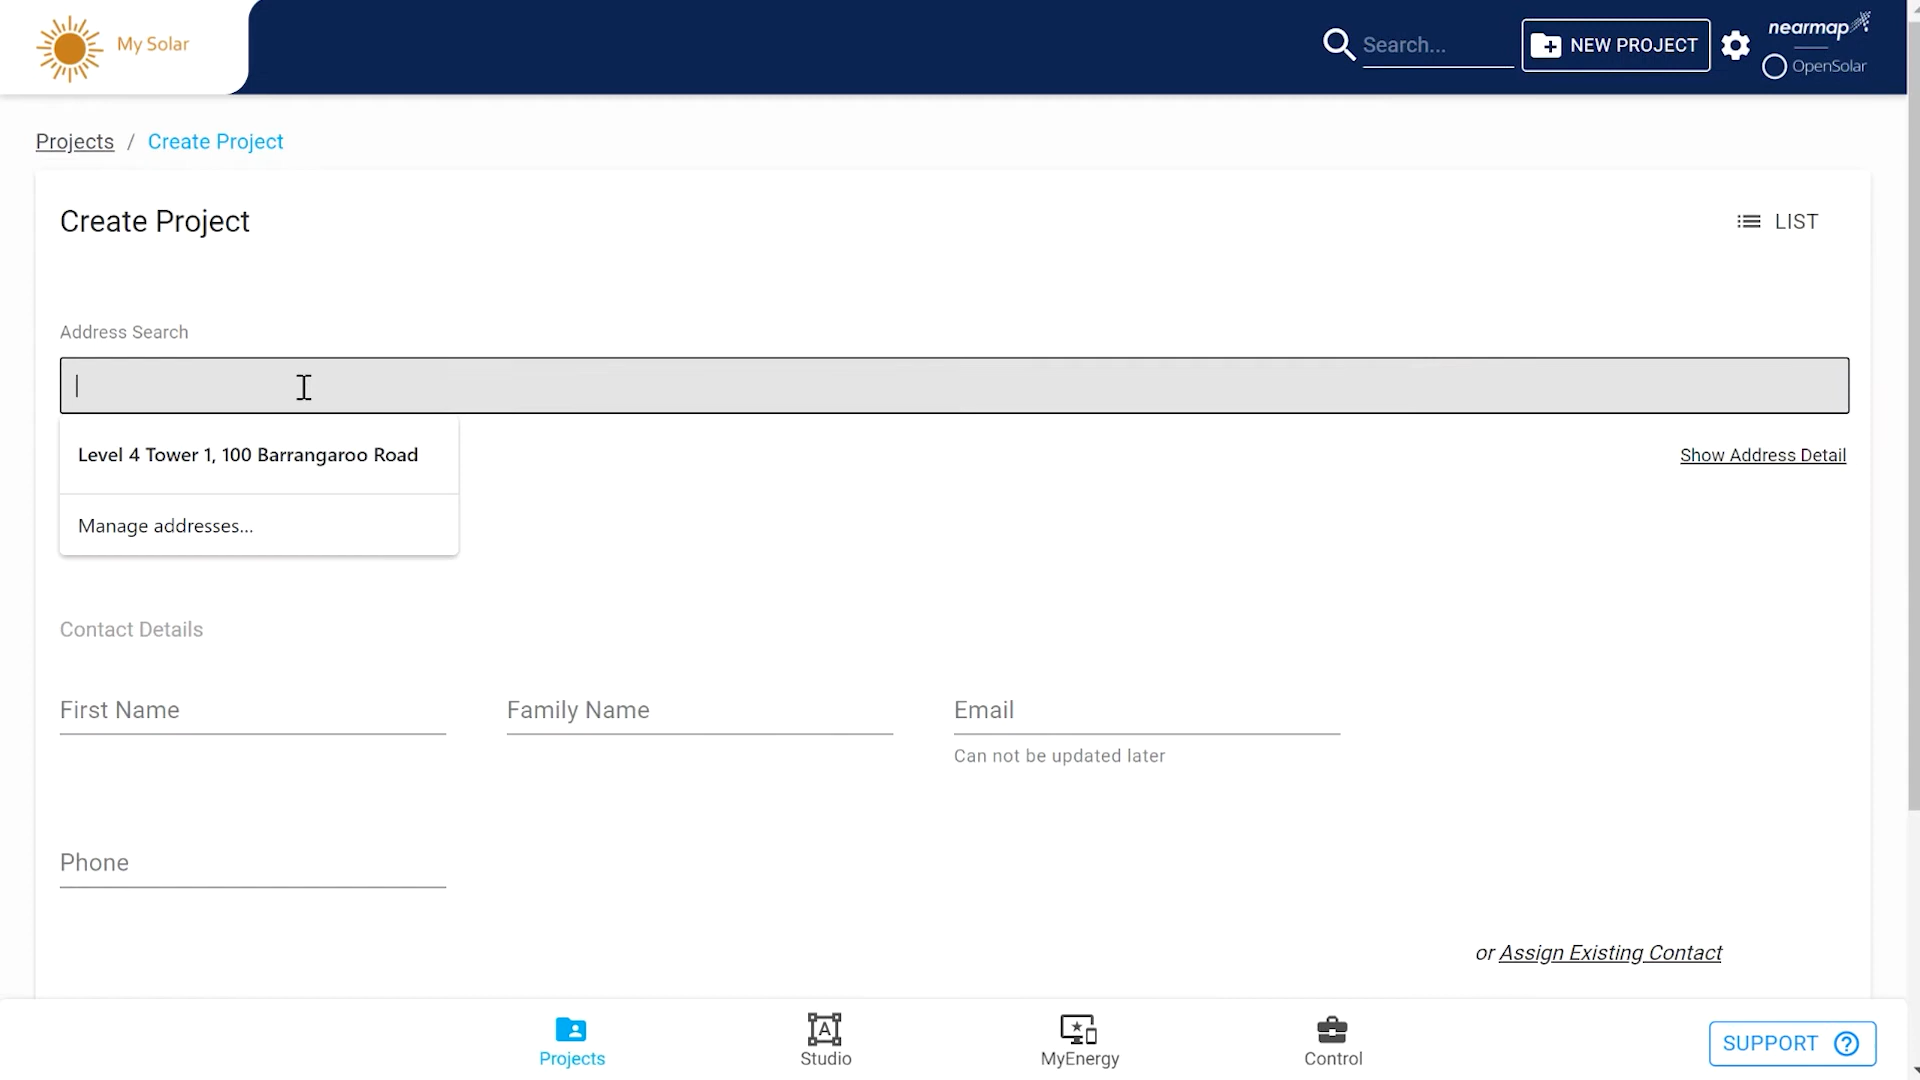 My Solar
Search...
NEW PROJECT
nearmap
OpenSolar
Projects / Create Project
Create Project
LIST
Address Search
Level 4 Tower 1, 100 Barrangaroo Road
Show Address Detail
Manage addresses...
Contact Details
First Name
Family Name
Email
Can not be updated later
Phone
or Assign Existing Contact
Projects
Studio
MyEnergy
Control
SUPPORT ?